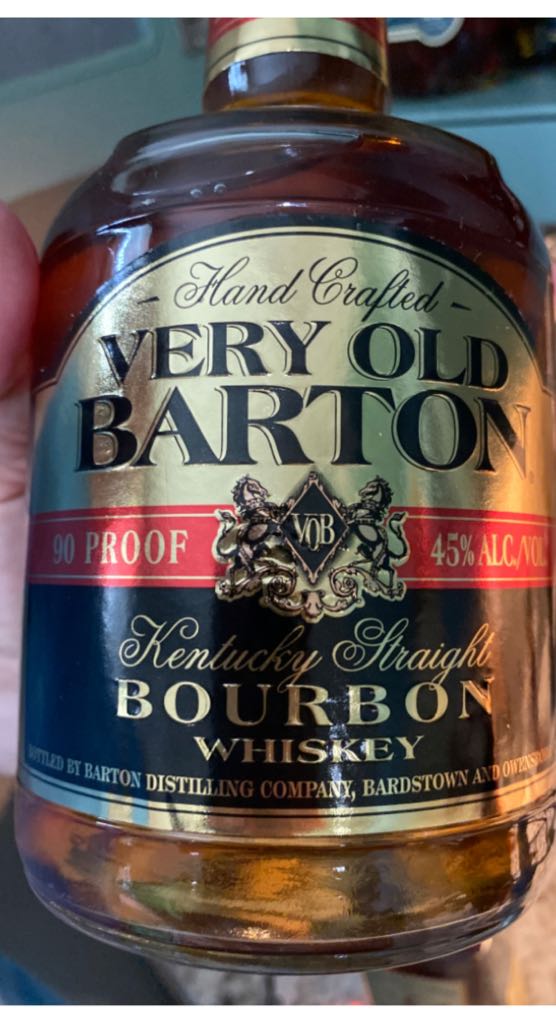 - Hand Crafted -
VERY OLD
BARTON
90 PROOF
VOB
45% ALC./VOL.
Kentucky Straight
BOURBON
WHISKEY
BOTTLED BY BARTON DISTILLING COMPANY, BARDSTOWN AND